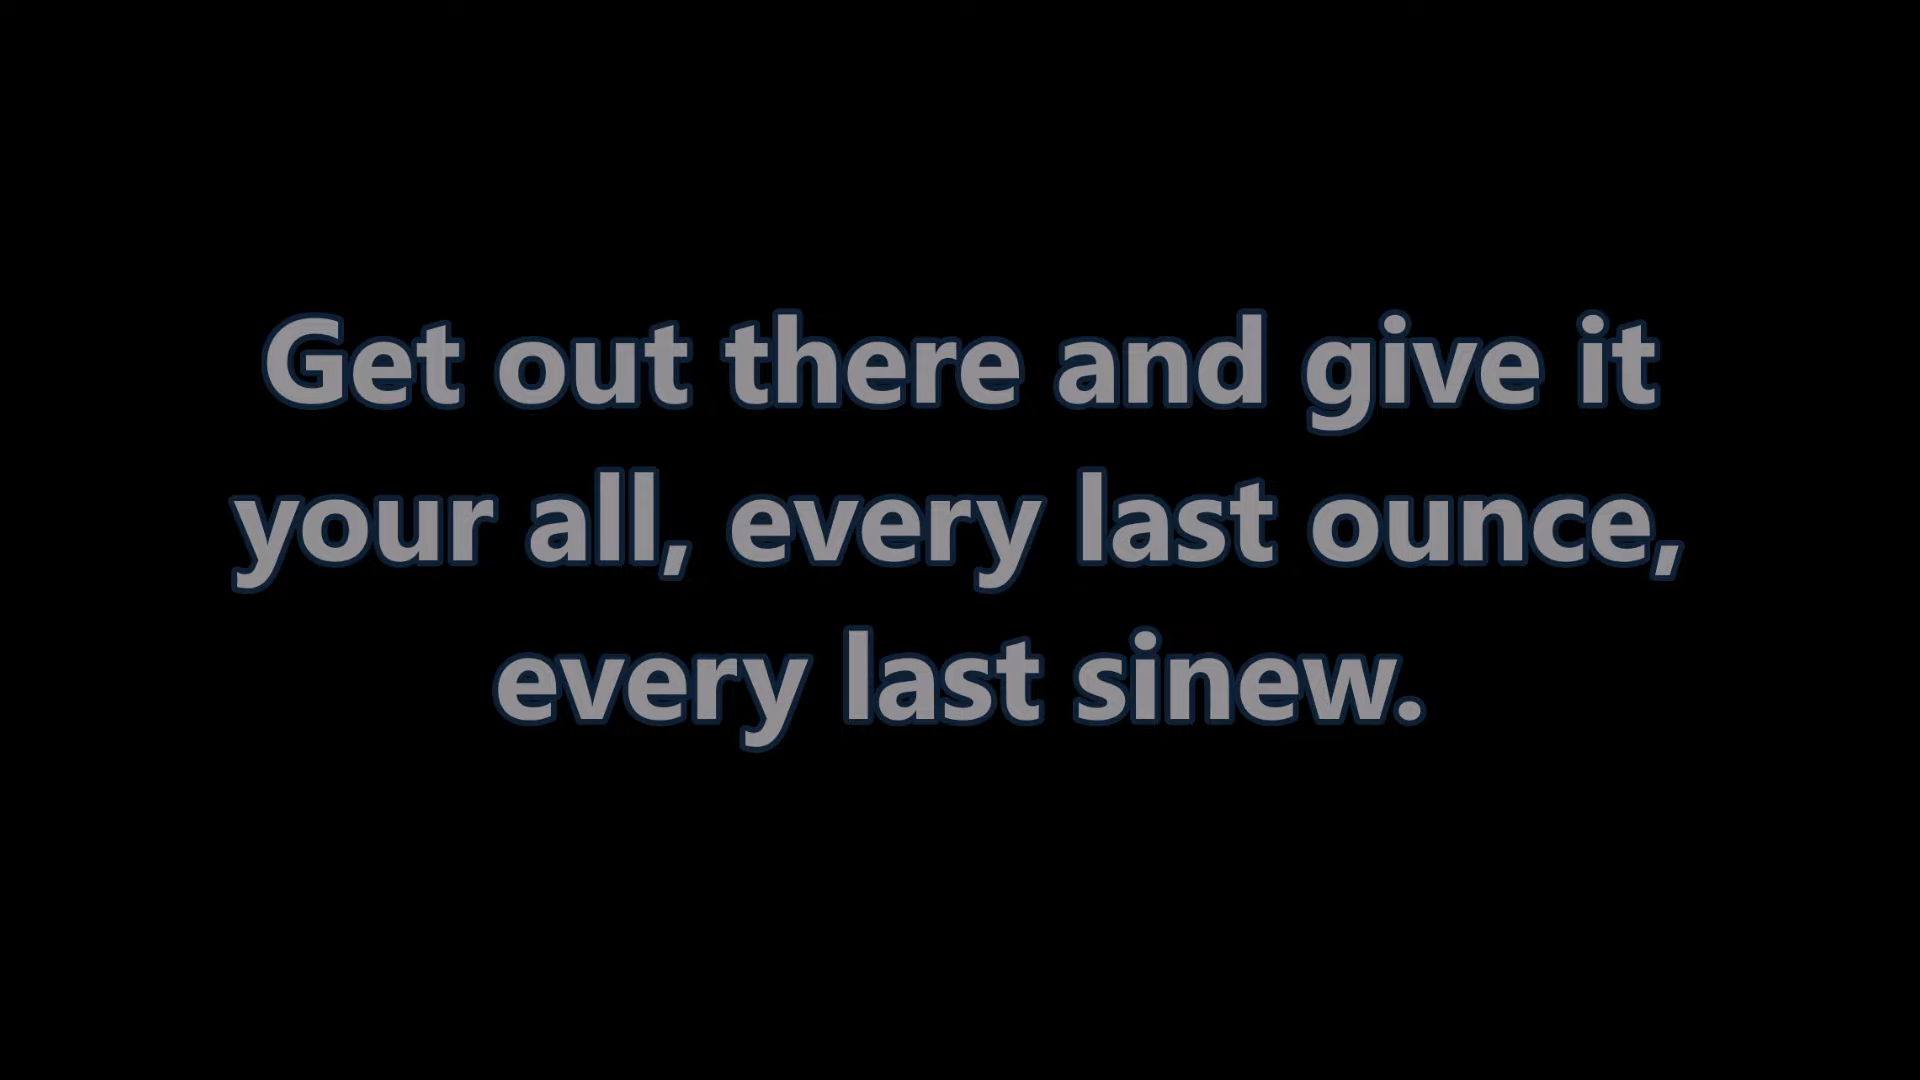 Get out there and give it
your all, every last ounce,
every last sinew.